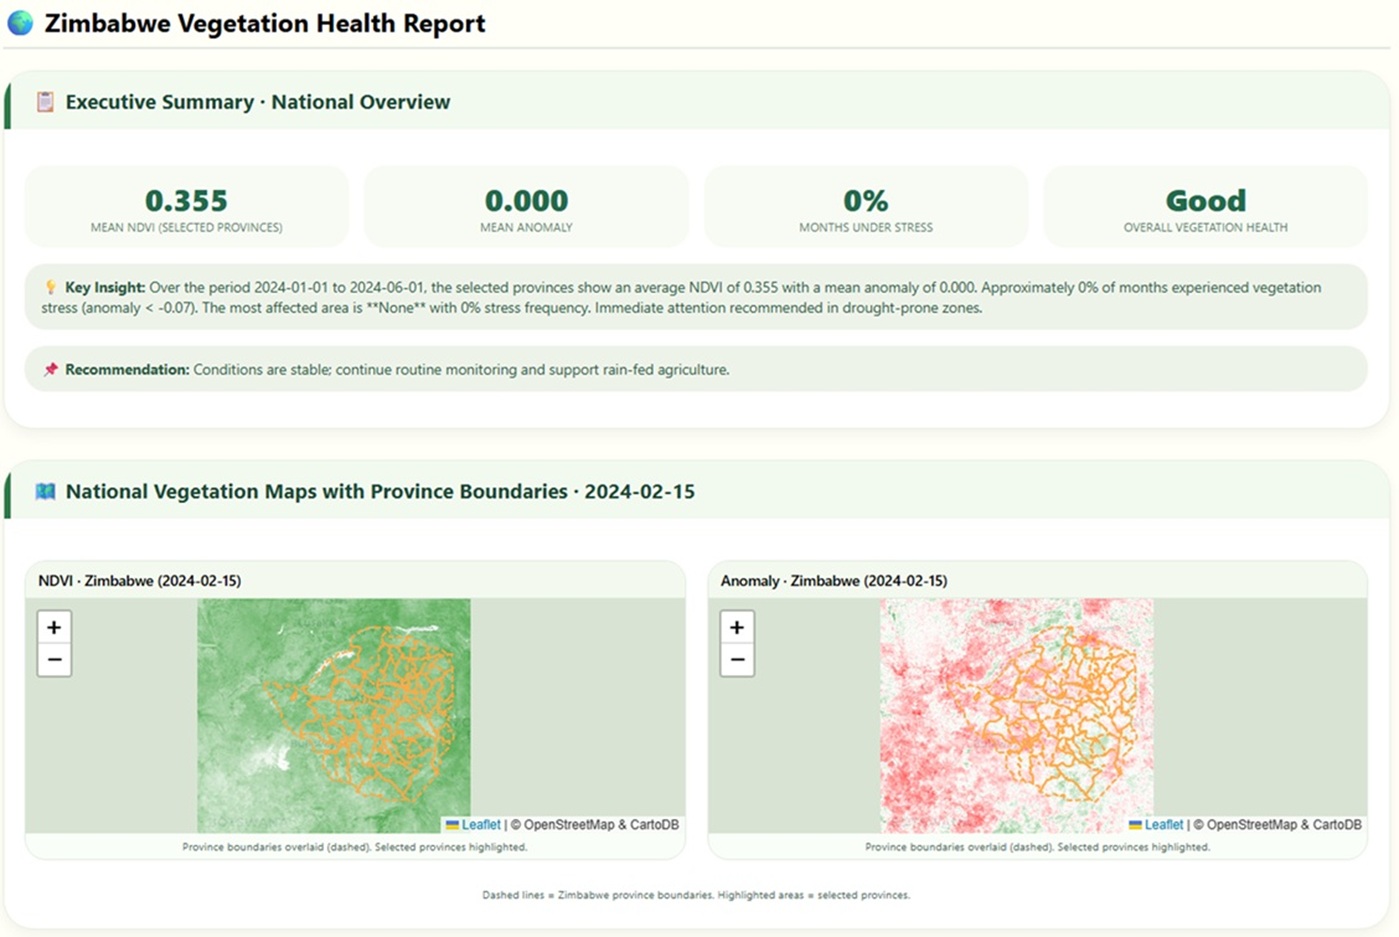 Zimbabwe Vegetation Health Report
Executive Summary · National Overview
0.355
MEAN NDVI (SELECTED PROVINCES)
0.000
MEAN ANOMALY
0%
MONTHS UNDER STRESS
Good
OVERALL VEGETATION HEALTH
Key Insight: Over the period 2024-01-01 to 2024-06-01, the selected provinces show an average NDVI of 0.355 with a mean anomaly of 0.000. Approximately 0% of months experienced vegetation
stress (anomaly < -0.07). The most affected area is **None** with 0% stress frequency. Immediate attention recommended in drought-prone zones.
Recommendation: Conditions are stable; continue routine monitoring and support rain-fed agriculture.
National Vegetation Maps with Province Boundaries · 2024-02-15
NDVI · Zimbabwe (2024-02-15)
+
−
Leaflet | © OpenStreetMap & CartoDB
Province boundaries overlaid (dashed). Selected provinces highlighted.
Anomaly · Zimbabwe (2024-02-15)
+
−
Leaflet | © OpenStreetMap & CartoDB
Province boundaries overlaid (dashed). Selected provinces highlighted.
Dashed lines = Zimbabwe province boundaries. Highlighted areas = selected provinces.